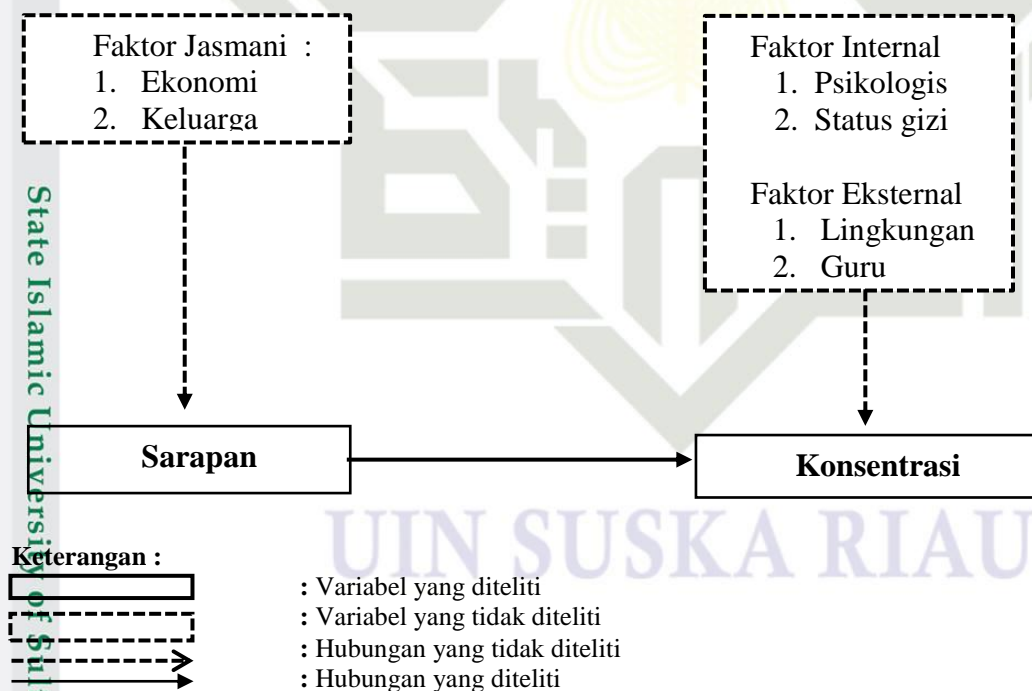 Faktor Jasmani :
1. Ekonomi
2. Keluarga
Faktor Internal
1. Psikologis
2. Status gizi
Faktor Eksternal
1. Lingkungan
2. Guru
Sarapan
Konsentrasi
UIN SUSKA RIAU
Keterangan :
: Variabel yang diteliti
: Variabel yang tidak diteliti
: Hubungan yang tidak diteliti
: Hubungan yang diteliti
State Islamic University of Sul